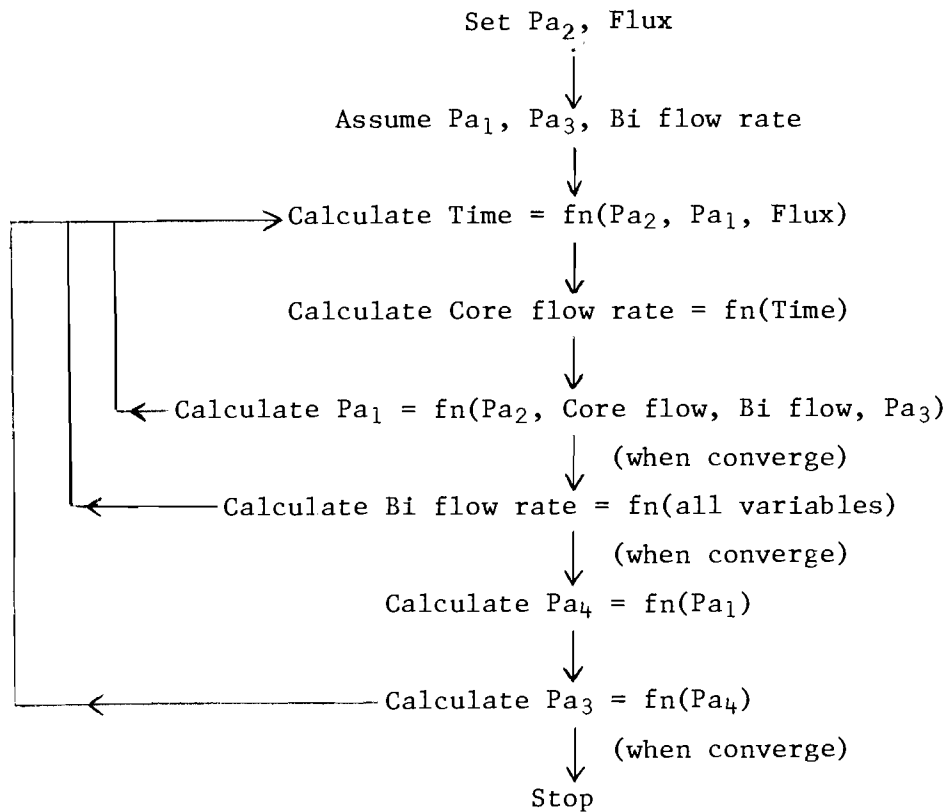 Set Pa₂, Flux
Assume Pa₁, Pa₃, Bi flow rate
Calculate Time = fn(Pa₂, Pa₁, Flux)
Calculate Core flow rate = fn(Time)
Calculate Pa₁ = fn(Pa₂, Core flow, Bi flow, Pa₃)
(when converge)
Calculate Bi flow rate = fn(all variables)
(when converge)
Calculate Pa₄ = fn(Pa₁)
Calculate Pa₃ = fn(Pa₄)
(when converge)
Stop